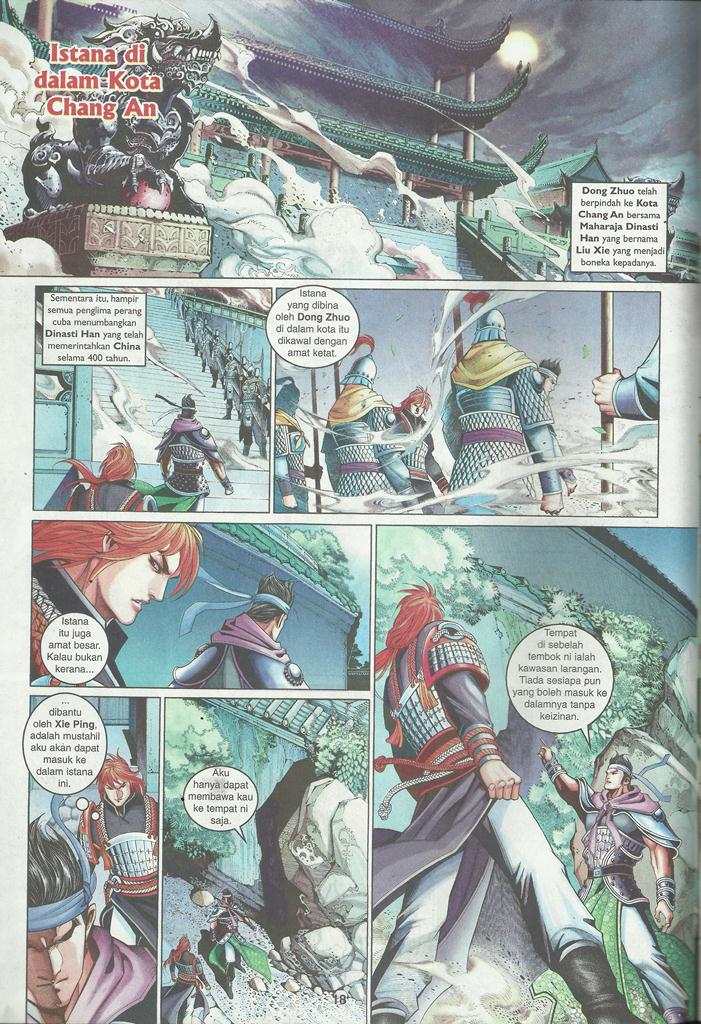 Istana di
dalam Kota
Chang An
Dong Zhuo telah
berpindah ke Kota
Chang An bersama
Maharaja Dinasti
Han yang bernama
Liu Xie yang menjadi
boneka kepadanya.
Sementara itu, hampir
semua penglima perang
cuba menumbangkan
Dinasti Han yang telah
memerintahkan China
selama 400 tahun.
Istana
yang dibina
oleh Dong Zhuo
di dalam kota itu
dikawal dengan
amat ketat.
Istana
itu juga
amat besar.
Kalau bukan
kerana...
...
dibantu
oleh Xie Ping,
adalah mustahil
aku akan dapat
masuk ke
dalam istana
ini.
Aku
hanya dapat
membawa kau
ke tempat ni
saja.
Tempat
di sebelah
tembok ni ialah
kawasan larangan.
Tiada sesiapa pun
yang boleh masuk ke
dalamnya tanpa
keizinan.
18